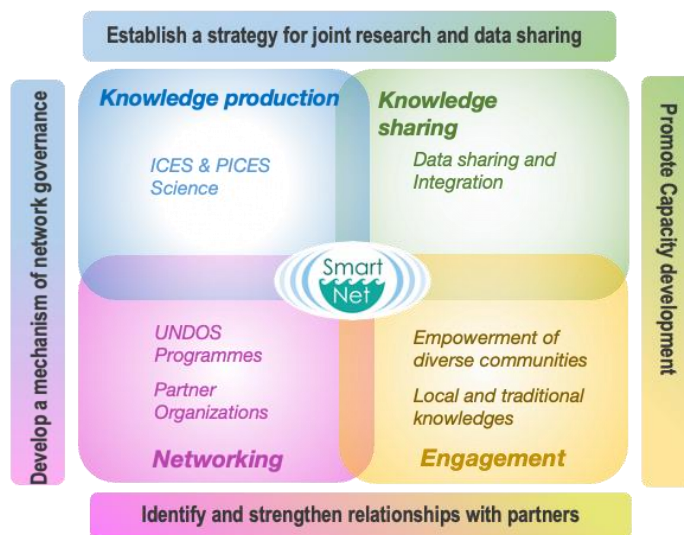 Establish a strategy for joint research and data sharing
Develop a mechanism of network governance
Knowledge production
ICES & PICES
Science
Knowledge
sharing
Data sharing and
Integration
Promote Capacity development
Smart
Net
UNDOS
Programmes
Partner
Organizations
Networking
Empowerment of
diverse communities
Local and traditional
knowledges
Engagement
Identify and strengthen relationships with partners